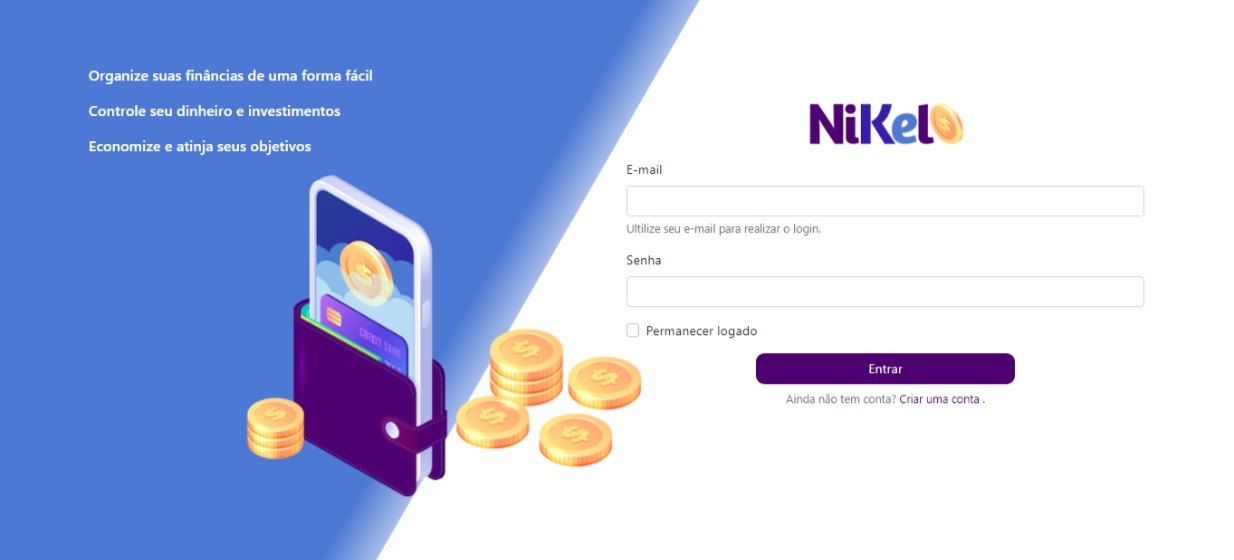 Organize suas finâncias de uma forma fácil
Controle seu dinheiro e investimentos
Economize e atinja seus objetivos
CREDIT CARD
NiKel
E-mail
Ultilize seu e-mail para realizar o login.
Senha
Permanecer logado
Entrar
Ainda não tem conta? Criar uma conta .